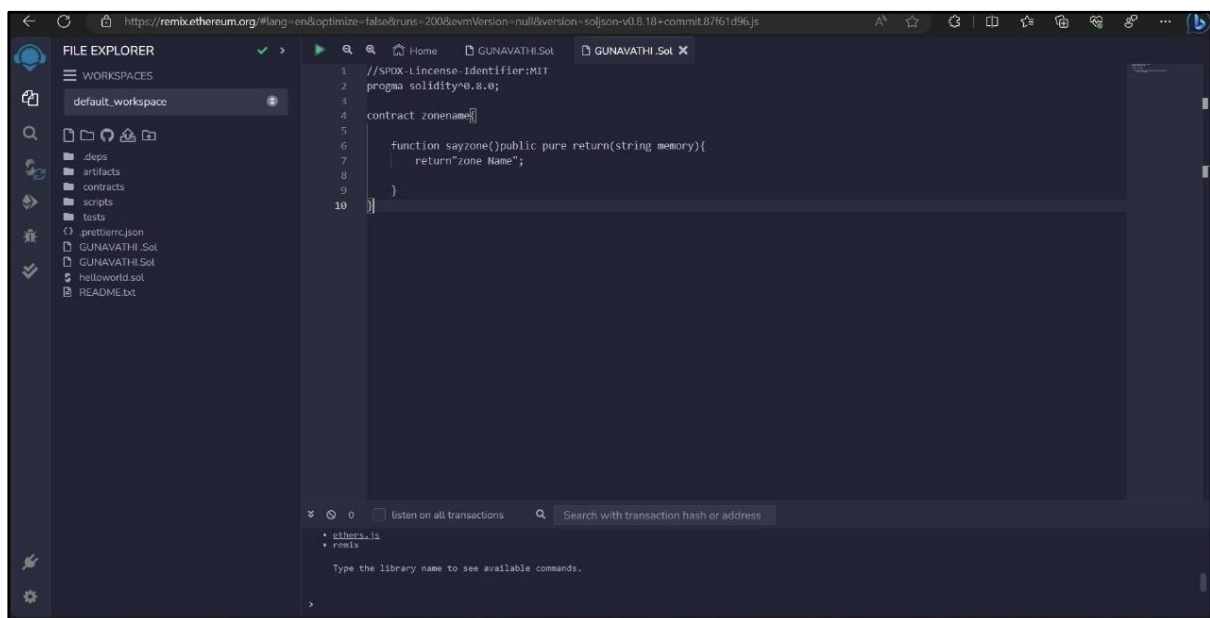 https://remix.ethereum.org/#lang=en&optimize=false&runs=200&evmVersion=null&version=soljson-v0.8.18+commit.87f61d96.js
FILE EXPLORER
WORKSPACES
default_workspace
.deps
artifacts
contracts
scripts
tests
.prettierrc.json
GUNAVATHI .Sol
GUNAVATHI.Sol
helloworld.sol
README.txt
Home
GUNAVATHI.Sol
GUNAVATHI .Sol
1 //SPDX-Lincense-Identifier:MIT
2 progma solidity^0.8.0;
3
4 contract zonename{
5
6 function sayzone()public pure return(string memory){
7 return"zone Name";
8
9 }
10 }
0 listen on all transactions Search with transaction hash or address
• ethers.js
• remix
Type the library name to see available commands.
>